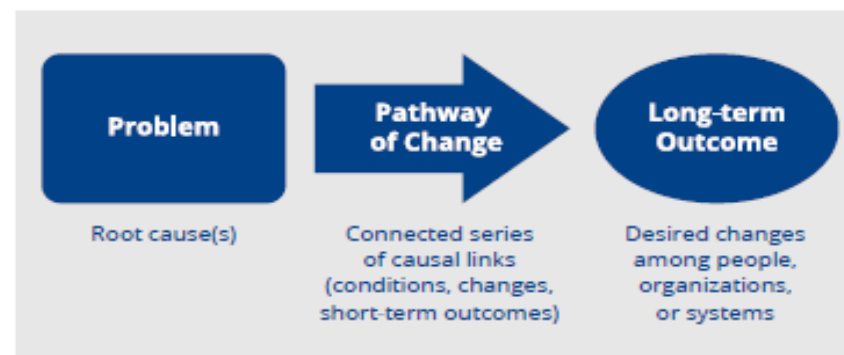 Problem
Root cause(s)
Pathway
of Change
Connected series
of causal links
(conditions, changes,
short-term outcomes)
Long-term
Outcome
Desired changes
among people,
organizations,
or systems